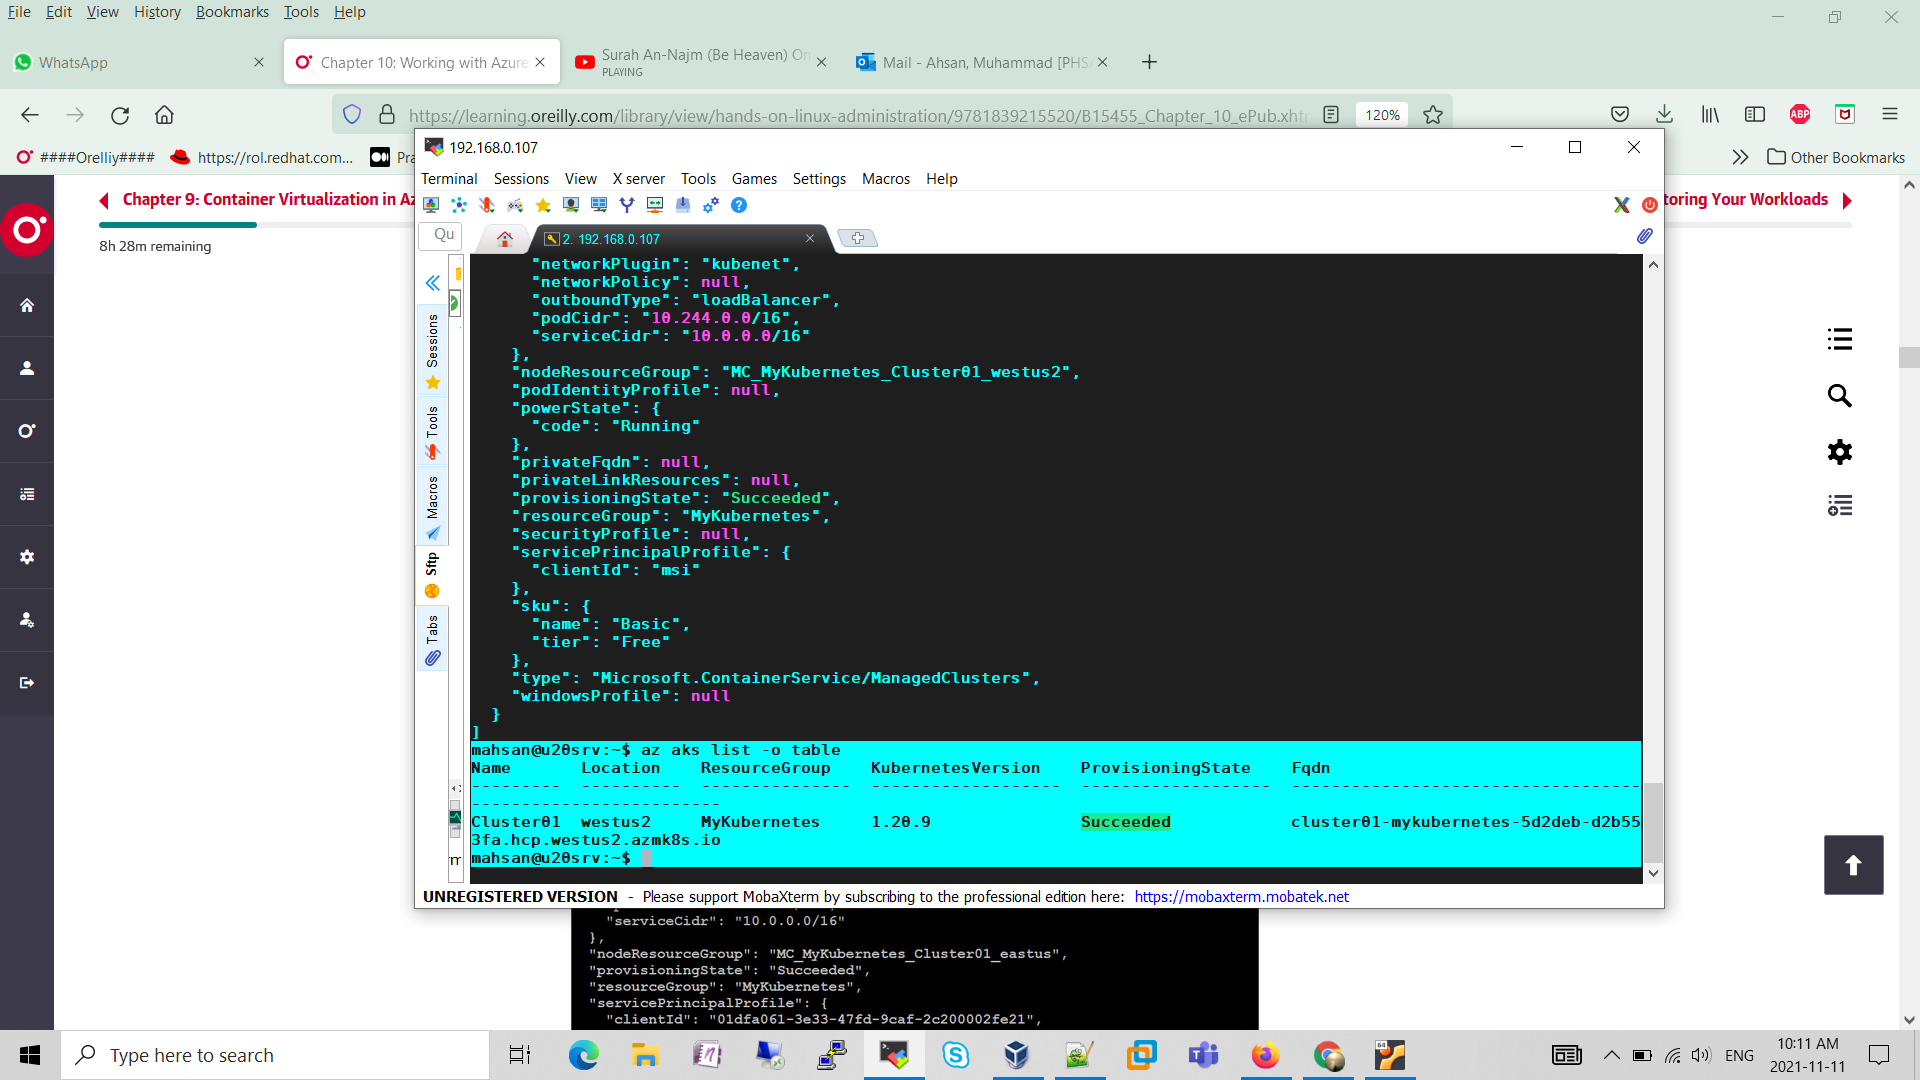 File Edit View History Bookmarks Tools Help
WhatsApp
Chapter 10: Working with Azure
Surah An-Najm (Be Heaven) Om
PLAYING
Mail - Ahsan, Muhammad [PHS
https://learning.oreilly.com/library/view/hands-on-linux-administration/9781839215520/B15455_Chapter_10_ePub.xhtm
120%
ABP
####Orelliy####
https://rol.redhat.com...
Pra
Other Bookmarks
Chapter 9: Container Virtualization in Az
toring Your Workloads
8h 28m remaining
192.168.0.107
Terminal Sessions View X server Tools Games Settings Macros Help
Qui
2. 192.168.0.107
Sessions
Tools
Macros
Sftp
Tabs
"networkPlugin": "kubenet",
"networkPolicy": null,
"outboundType": "loadBalancer",
"podCidr": "10.244.0.0/16",
"serviceCidr": "10.0.0.0/16"
},
"nodeResourceGroup": "MC_MyKubernetes_Cluster01_westus2",
"podIdentityProfile": null,
"powerState": {
"code": "Running"
},
"privateFqdn": null,
"privateLinkResources": null,
"provisioningState": "Succeeded",
"resourceGroup": "MyKubernetes",
"securityProfile": null,
"servicePrincipalProfile": {
"clientId": "msi"
},
"sku": {
"name": "Basic",
"tier": "Free"
},
"type": "Microsoft.ContainerService/ManagedClusters",
"windowsProfile": null
}
]
mahsan@u20srv:~$ az aks list -o table
Name Location ResourceGroup KubernetesVersion ProvisioningState Fqdn
--------- ---------- --------------- ------------------- ------------------- -----------------------------------
-------------------------
Cluster01 westus2 MyKubernetes 1.20.9 Succeeded cluster01-mykubernetes-5d2deb-d2b55
3fa.hcp.westus2.azmk8s.io
mahsan@u20srv:~$
UNREGISTERED VERSION - Please support MobaXterm by subscribing to the professional edition here: https://mobaxterm.mobatek.net
"serviceCidr": "10.0.0.0/16"
},
"nodeResourceGroup": "MC_MyKubernetes_Cluster01_eastus",
"provisioningState": "Succeeded",
"resourceGroup": "MyKubernetes",
"servicePrincipalProfile": {
"clientId": "01dfa061-3e33-47fd-9caf-2c200002fe21",
Type here to search
ENG
10:11 AM
2021-11-11